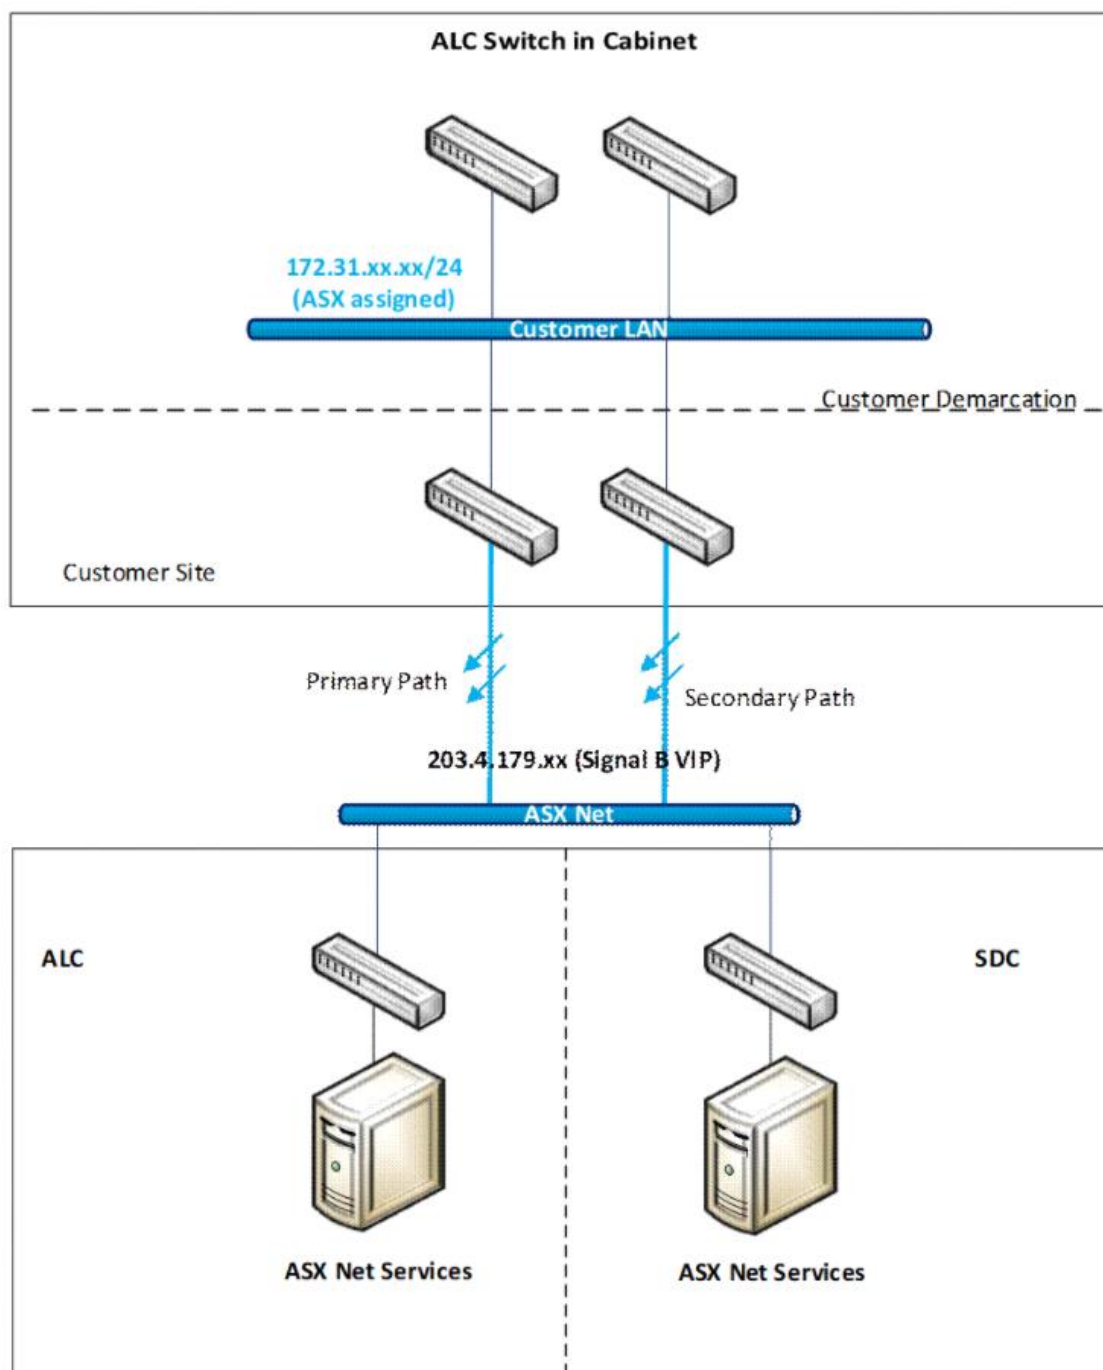 ALC Switch in Cabinet
172.31.xx.xx/24
(ASX assigned)
Customer LAN
Customer Demarcation
Customer Site
Primary Path
Secondary Path
203.4.179.xx (Signal B VIP)
ASX Net
ALC
SDC
ASX Net Services
ASX Net Services